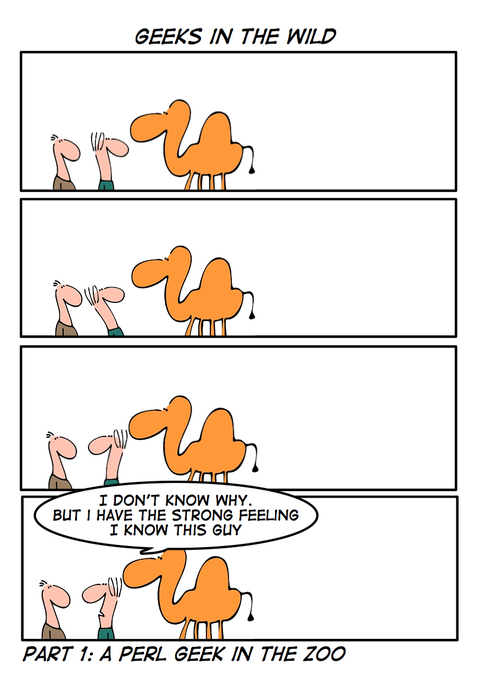 GEEKS IN THE WILD
I DON'T KNOW WHY.
BUT I HAVE THE STRONG FEELING
I KNOW THIS GUY
PART 1: A PERL GEEK IN THE ZOO